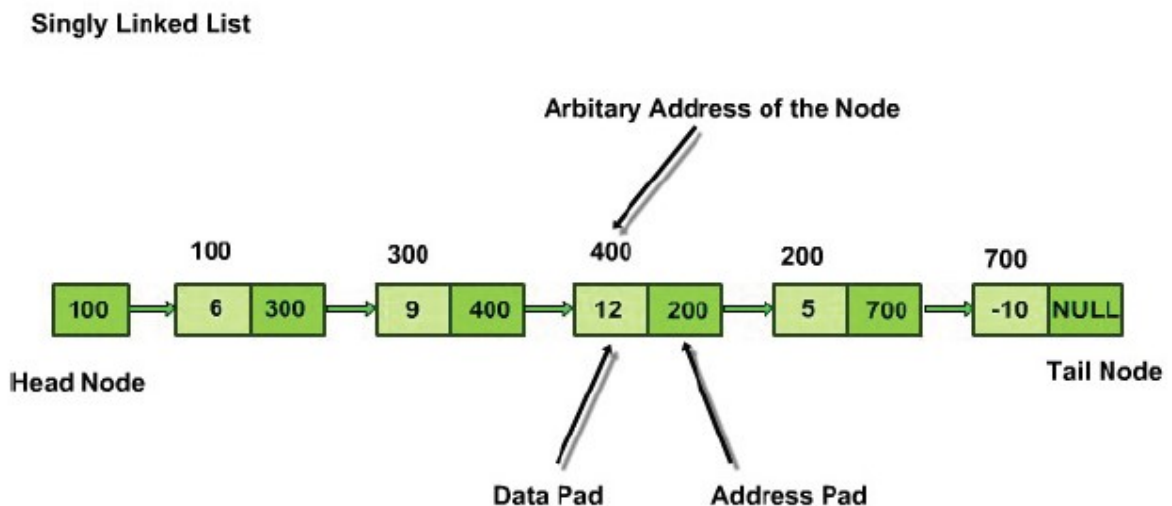 Singly Linked List
Arbitary Address of the Node
100 300 400 200 700
100 6 300 9 400 12 200 5 700 -10 NULL
Head Node Tail Node
Data Pad Address Pad